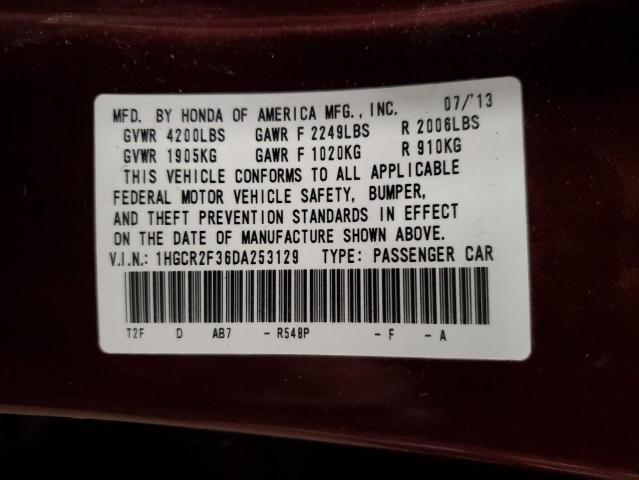 MFD. BY HONDA OF AMERICA MFG., INC. 07/'13
GVWR 4200LBS GAWR F 2249LBS R 2006LBS
GVWR 1905KG GAWR F 1020KG R 910KG
THIS VEHICLE CONFORMS TO ALL APPLICABLE
FEDERAL MOTOR VEHICLE SAFETY, BUMPER,
AND THEFT PREVENTION STANDARDS IN EFFECT
ON THE DATE OF MANUFACTURE SHOWN ABOVE.
V.I.N.: 1HGCR2F36DA253129 TYPE: PASSENGER CAR
T2F D AB7 - R548P - F - A